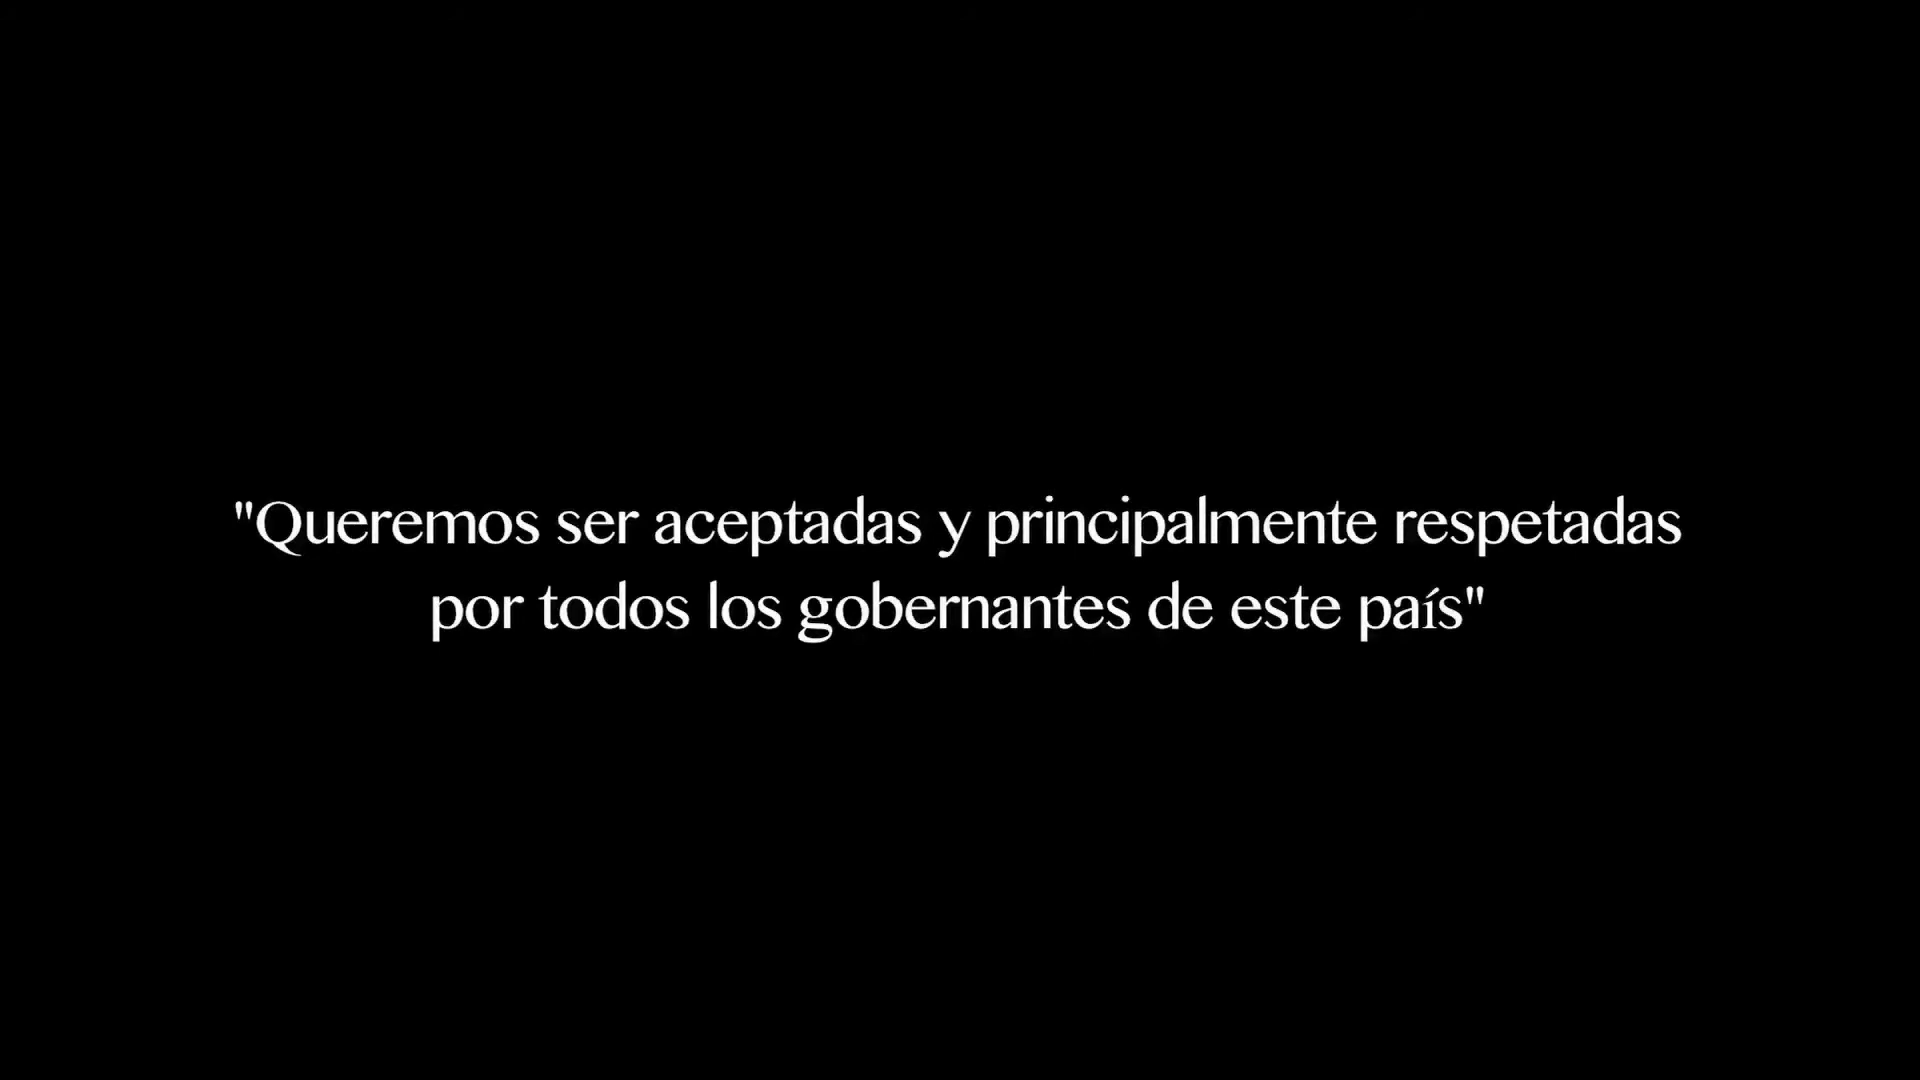 "Queremos ser aceptadas y principalmente respetadas
por todos los gobernantes de este país"